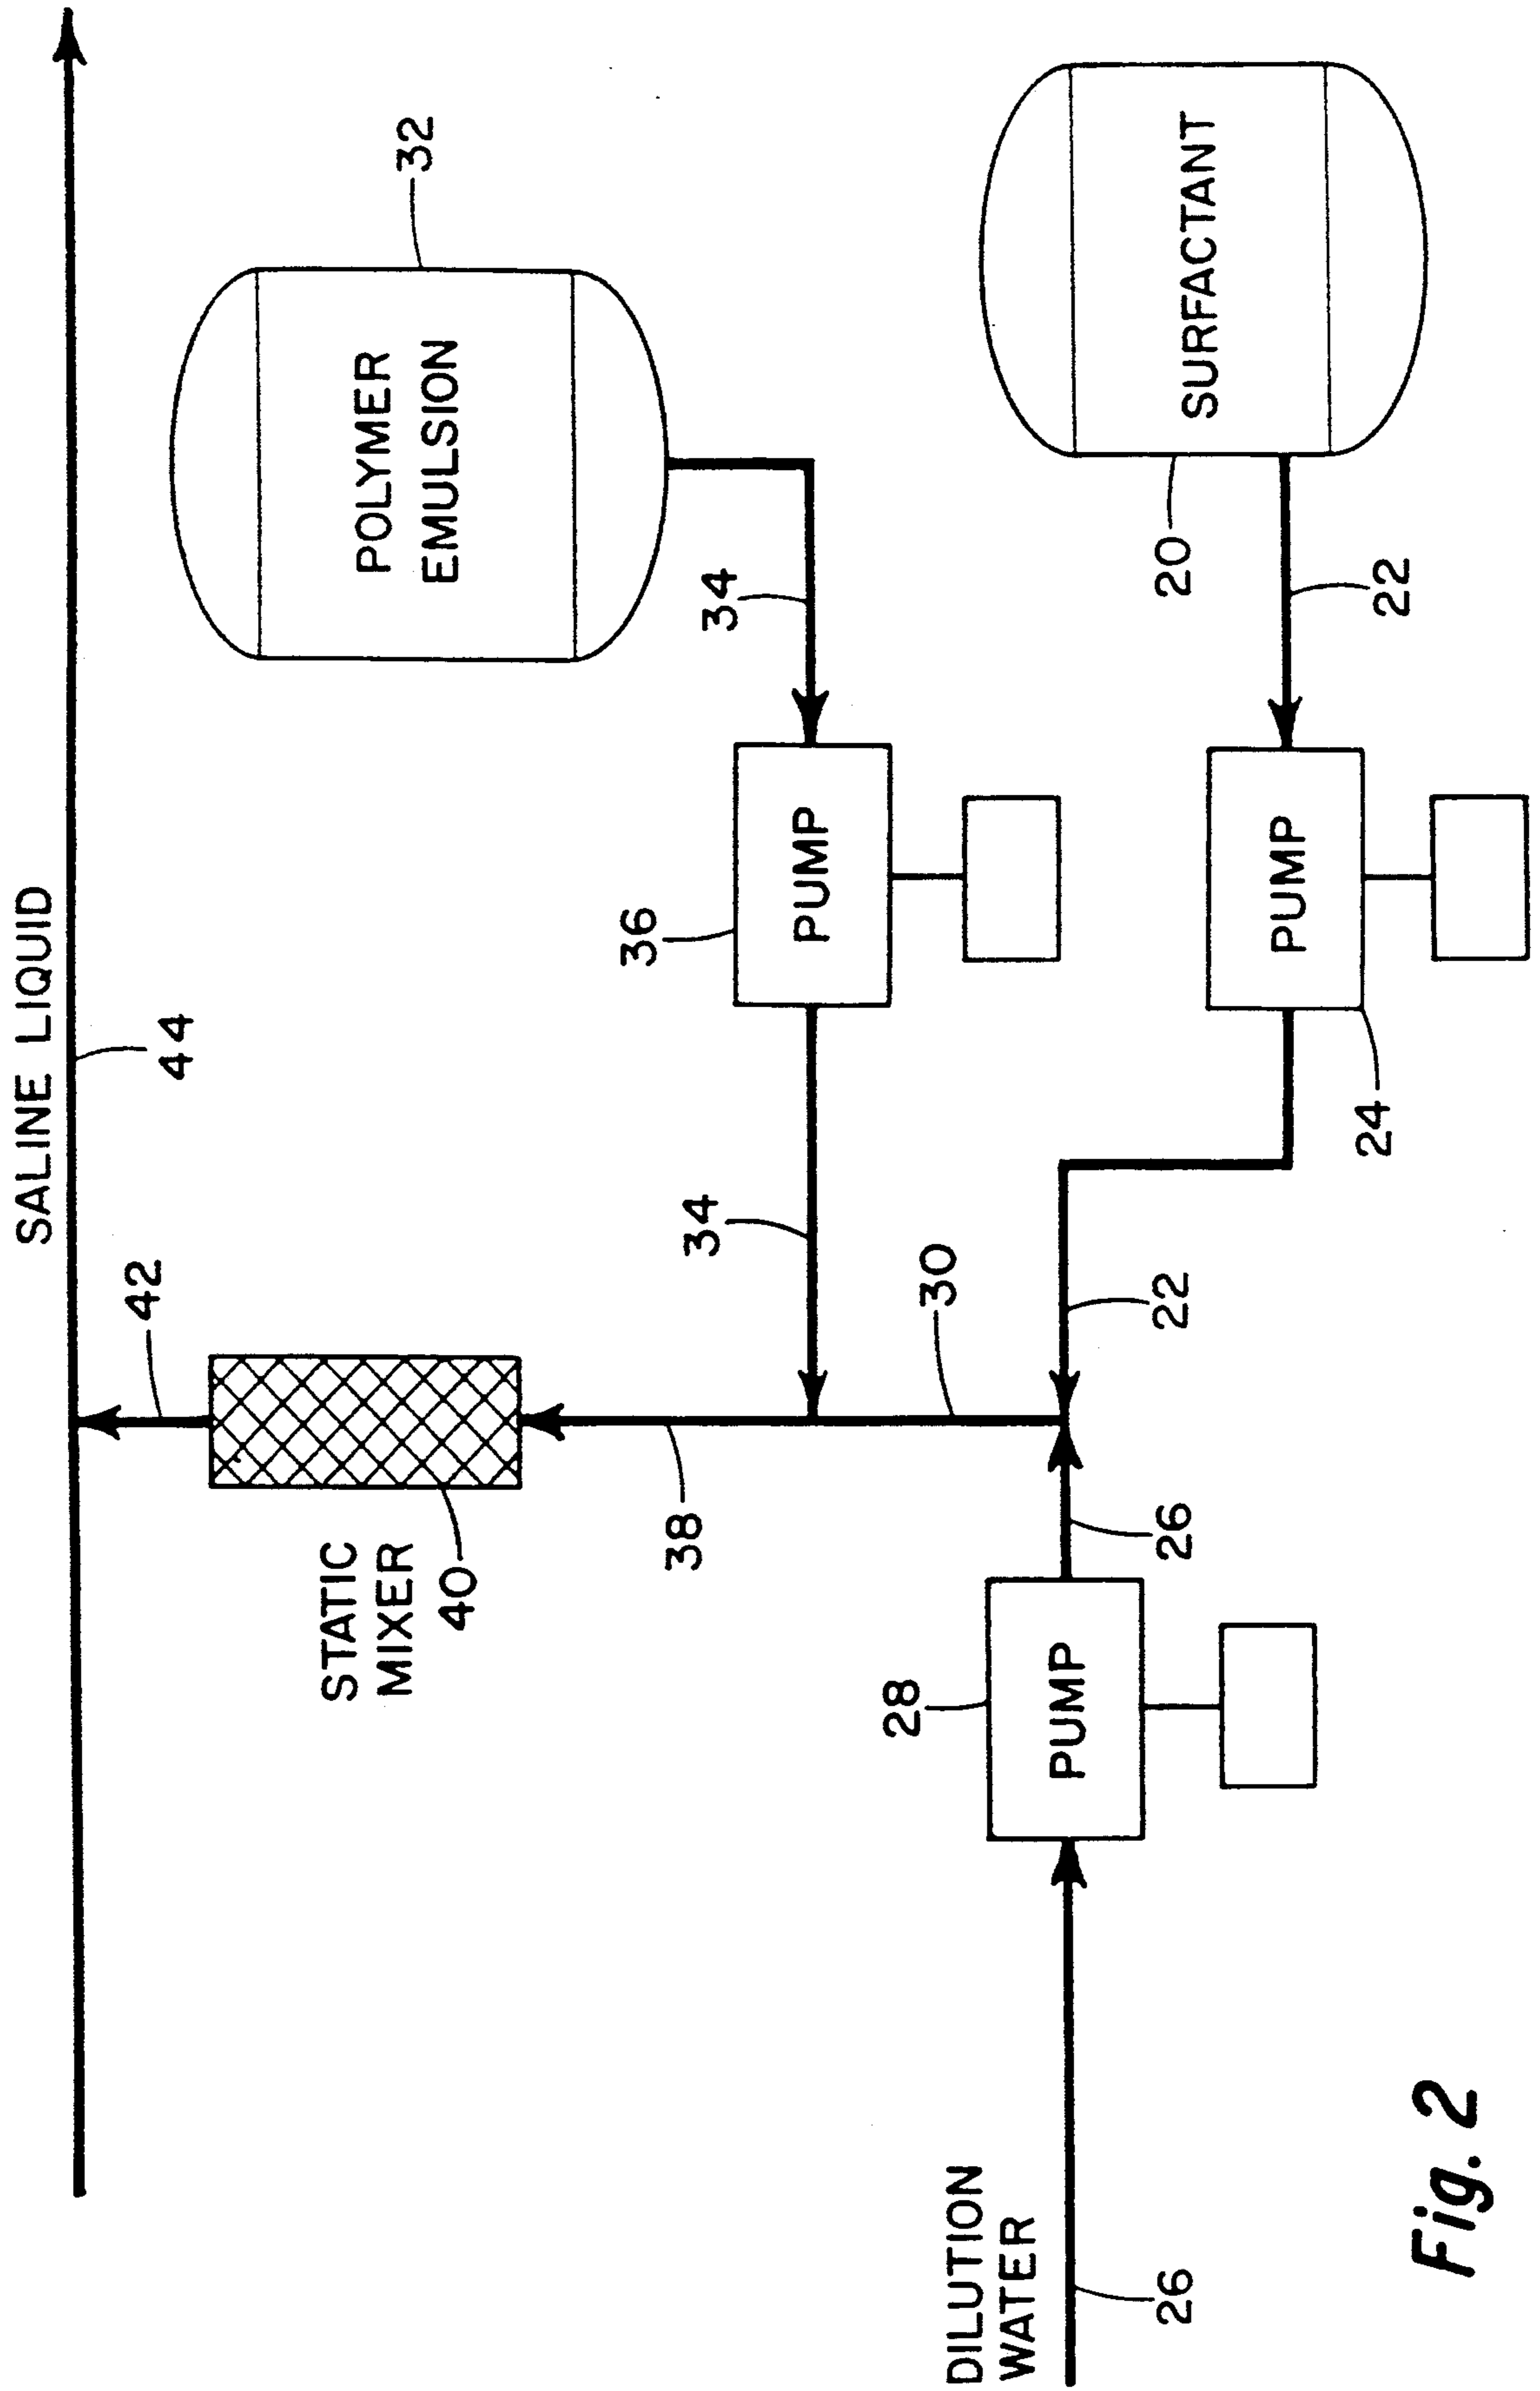 SALINE LIQUID
44
42
STATIC
MIXER
40
POLYMER
EMULSION
32
34
36
PUMP
34
38
30
28
PUMP
26
22
PUMP
24
20
SURFACTANT
22
DILUTION
WATER
26
Fig. 2